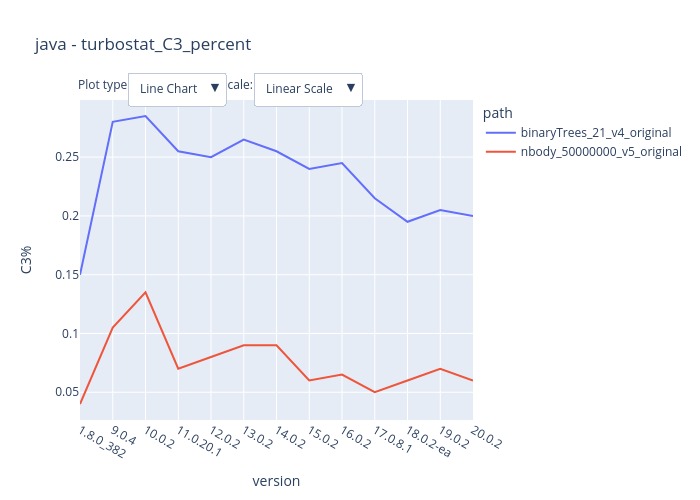 java - turbostat_C3_percent
Plot type
Line Chart ▼
cale:
Linear Scale ▼
path
binaryTrees_21_v4_original
nbody_50000000_v5_original
C3%
0.25
0.2
0.15
0.1
0.05
1.8.0_382
9.0.4
10.0.2
11.0.20.1
12.0.2
13.0.2
14.0.2
15.0.2
16.0.2
17.0.8.1
18.0.2-ea
19.0.2
20.0.2
version